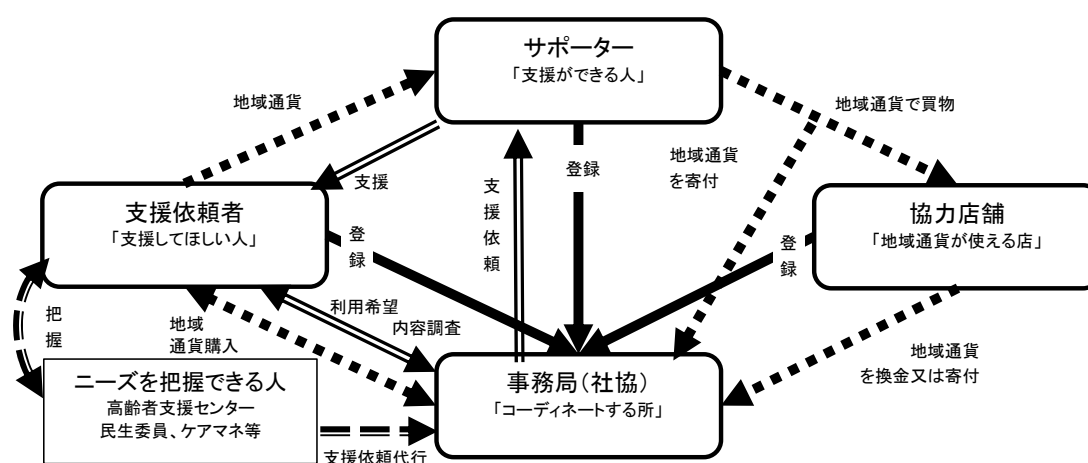 サポーター
「支援ができる人」
地域通貨
地域通貨で買物
支援
登録
地域通貨
を寄付
支援依頼
支援依頼者
「支援してほしい人」
協力店舗
「地域通貨が使える店」
登録
登録
把握
利用希望
内容調査
地域
通貨購入
ニーズを把握できる人
高齢者支援センター
民生委員、ケアマネ等
事務局（社協）
「コーディネートする所」
地域通貨
を換金又は寄付
支援依頼代行